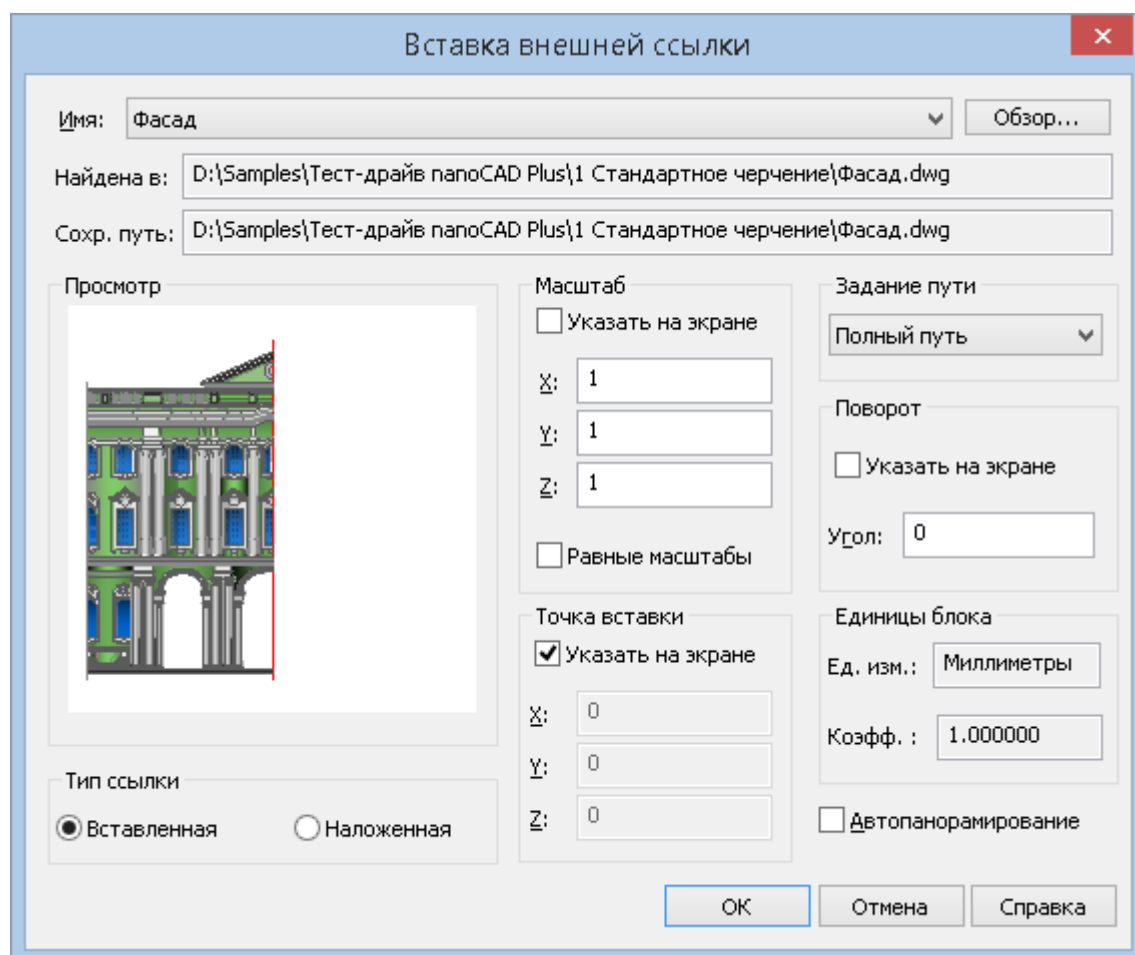 Вставка внешней ссылки
Имя: Фасад Обзор...
Найдена в: D:\Samples\Тест-драйв nanoCAD Plus\1 Стандартное черчение\Фасад.dwg
Сохр. путь: D:\Samples\Тест-драйв nanoCAD Plus\1 Стандартное черчение\Фасад.dwg
Просмотр
Масштаб
Указать на экране
X: 1
Y: 1
Z: 1
Равные масштабы
Задание пути
Полный путь
Поворот
Указать на экране
Угол: 0
Точка вставки
Указать на экране
X: 0
Y: 0
Z: 0
Единицы блока
Ед. изм.: Миллиметры
Коэфф. : 1.000000
Тип ссылки
Вставленная Наложенная
Автопанорамирование
ОК Отмена Справка